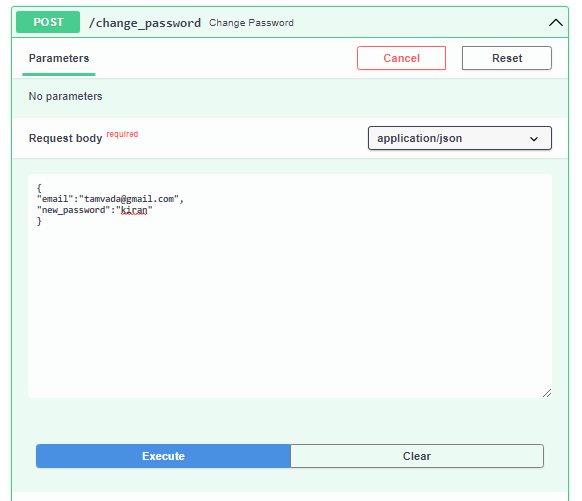 POST /change_password Change Password
Parameters Cancel Reset
No parameters
Request body required application/json
{
"email":"tamvada@gmail.com",
"new_password":"kiran"
}
Execute Clear